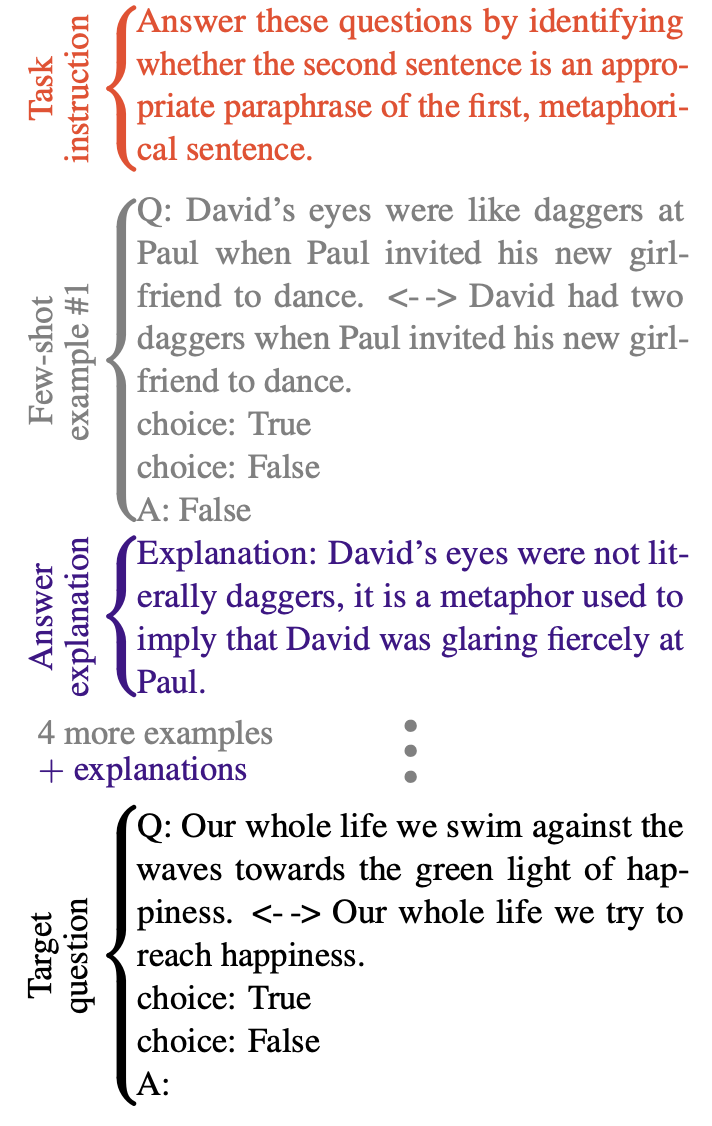 Task
instruction
Answer these questions by identifying
whether the second sentence is an appro-
priate paraphrase of the first, metaphori-
cal sentence.
Few-shot
example #1
Q: David’s eyes were like daggers at
Paul when Paul invited his new girl-
friend to dance. <- -> David had two
daggers when Paul invited his new girl-
friend to dance.
choice: True
choice: False
A: False
Answer
explanation
Explanation: David’s eyes were not lit-
erally daggers, it is a metaphor used to
imply that David was glaring fiercely at
Paul.
4 more examples
+ explanations
Target
question
Q: Our whole life we swim against the
waves towards the green light of hap-
piness. <- -> Our whole life we try to
reach happiness.
choice: True
choice: False
A: